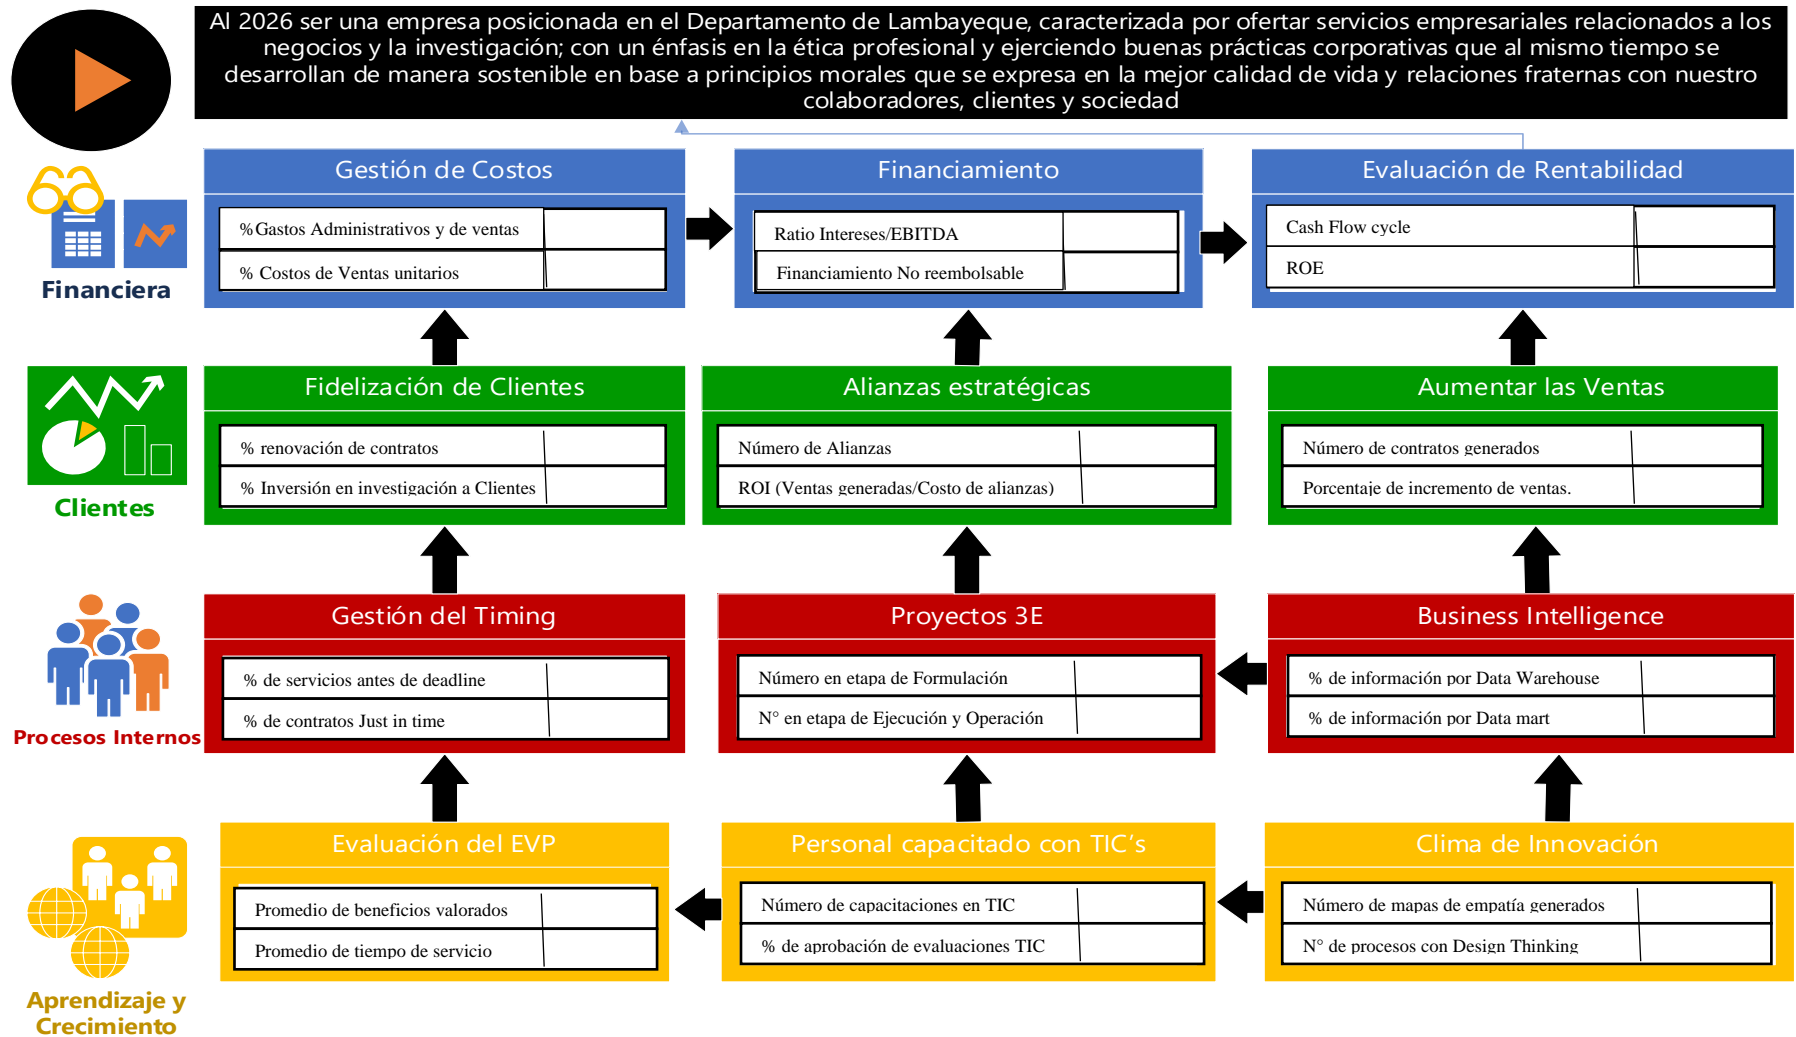 Al 2026 ser una empresa posicionada en el Departamento de Lambayeque, caracterizada por ofertar servicios empresariales relacionados a los
negocios y la investigación; con un énfasis en la ética profesional y ejerciendo buenas prácticas corporativas que al mismo tiempo se
desarrollan de manera sostenible en base a principios morales que se expresa en la mejor calidad de vida y relaciones fraternas con nuestro
colaboradores, clientes y sociedad
Financiera
Gestión de Costos
%Gastos Administrativos y de ventas
% Costos de Ventas unitarios
Financiamiento
Ratio Intereses/EBITDA
Financiamiento No reembolsable
Evaluación de Rentabilidad
Cash Flow cycle
ROE
Clientes
Fidelización de Clientes
% renovación de contratos
% Inversión en investigación a Clientes
Alianzas estratégicas
Número de Alianzas
ROI (Ventas generadas/Costo de alianzas)
Aumentar las Ventas
Número de contratos generados
Porcentaje de incremento de ventas.
Procesos Internos
Gestión del Timing
% de servicios antes de deadline
% de contratos Just in time
Proyectos 3E
Número en etapa de Formulación
N° en etapa de Ejecución y Operación
Business Intelligence
% de información por Data Warehouse
% de información por Data mart
Aprendizaje y
Crecimiento
Evaluación del EVP
Promedio de beneficios valorados
Promedio de tiempo de servicio
Personal capacitado con TIC's
Número de capacitaciones en TIC
% de aprobación de evaluaciones TIC
Clima de Innovación
Número de mapas de empatía generados
N° de procesos con Design Thinking